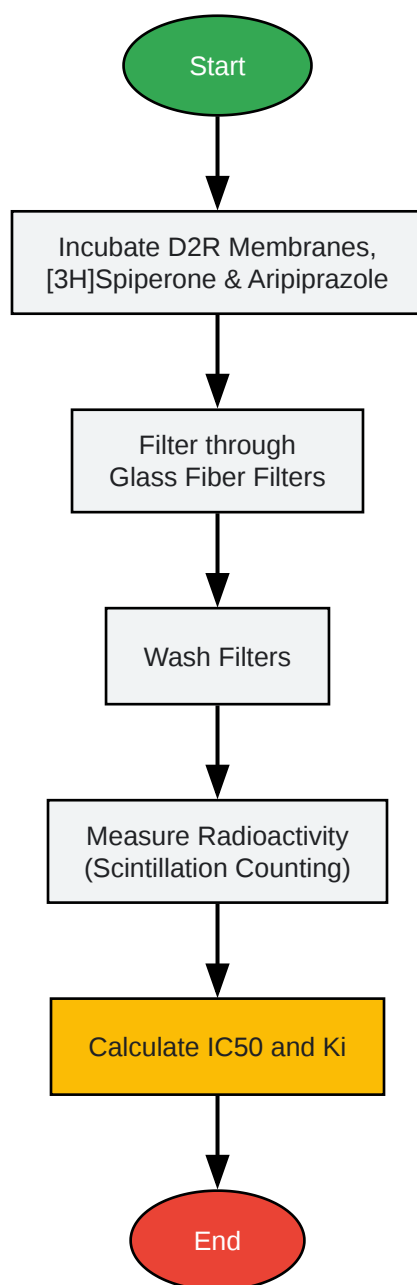 Start
Incubate D2R Membranes,
[3H]Spiperone & Aripiprazole
Filter through
Glass Fiber Filters
Wash Filters
Measure Radioactivity
(Scintillation Counting)
Calculate IC50 and Ki
End